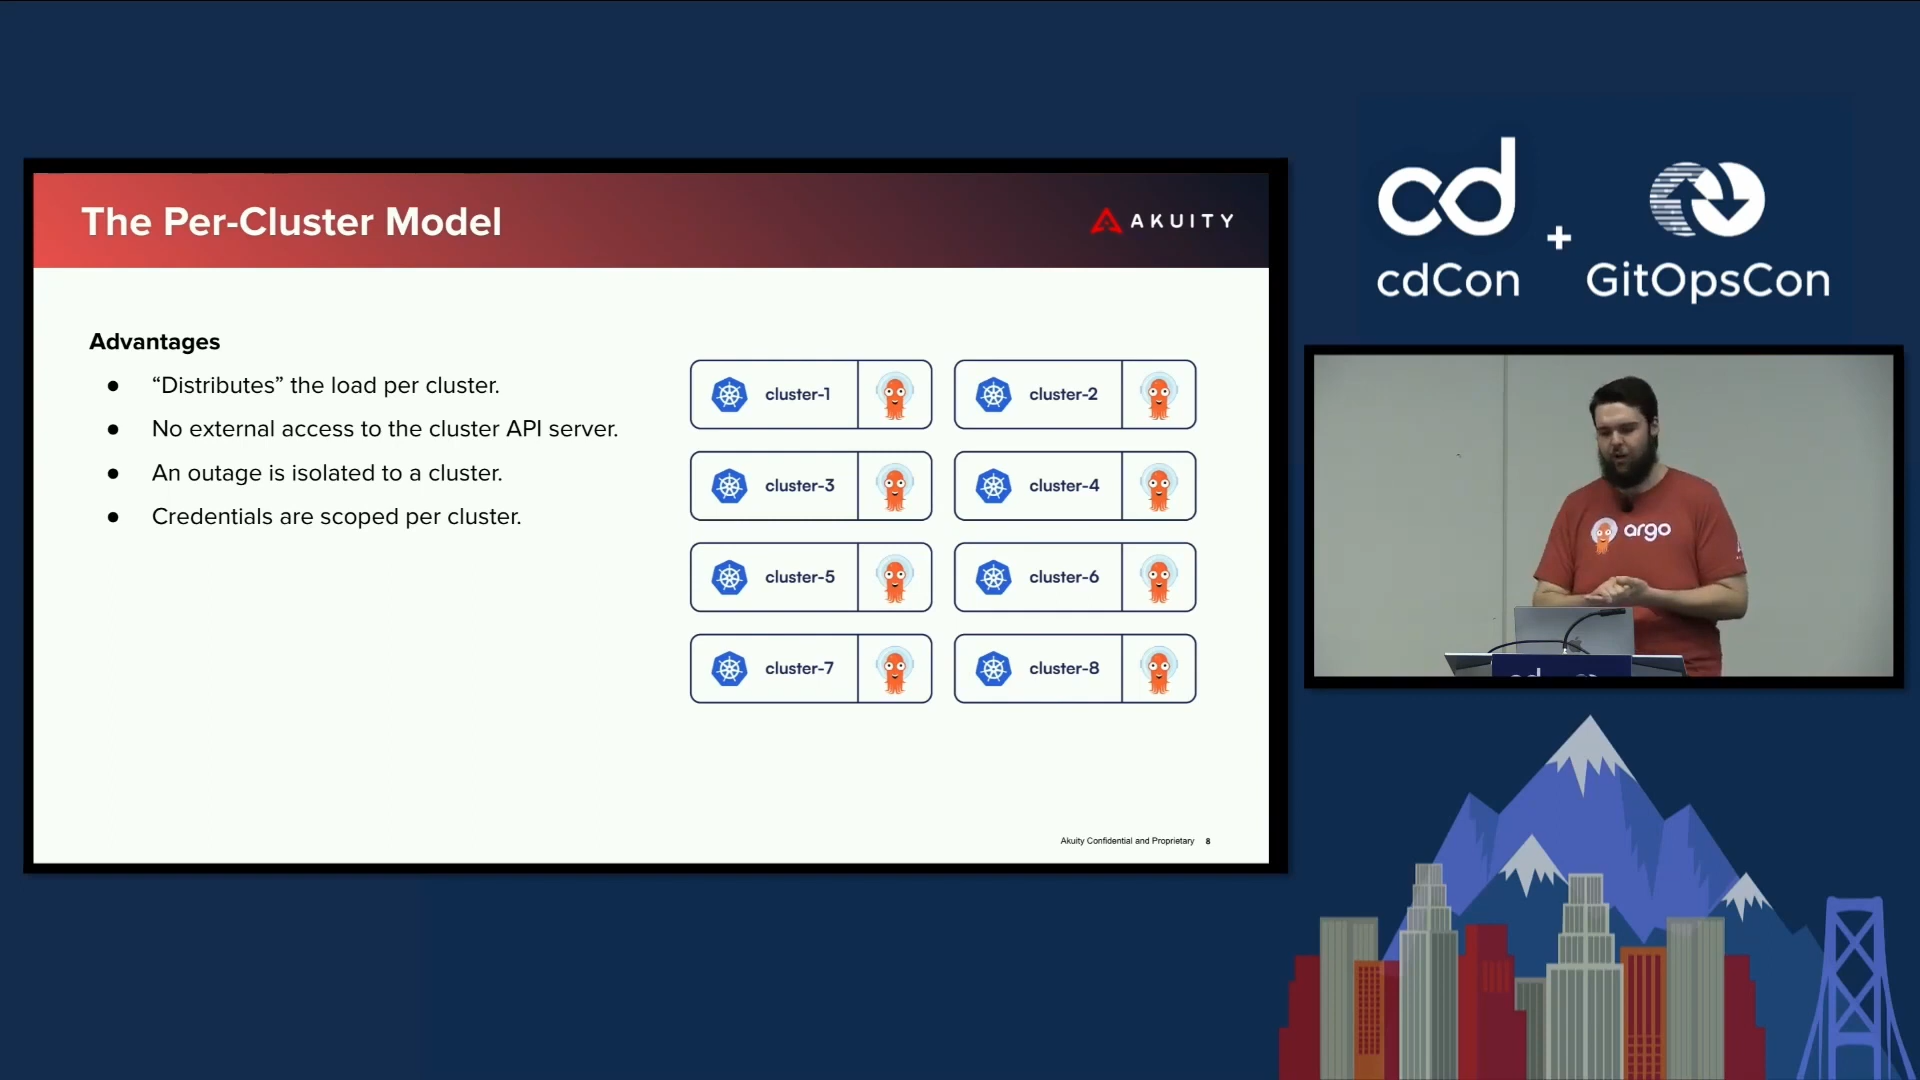 The Per-Cluster Model
AKUITY
Advantages
● “Distributes” the load per cluster.
● No external access to the cluster API server.
● An outage is isolated to a cluster.
● Credentials are scoped per cluster.
cluster-1
cluster-2
cluster-3
cluster-4
cluster-5
cluster-6
cluster-7
cluster-8
Akuity Confidential and Proprietary 8
cd
+
cdCon
GitOpsCon
argo
cd